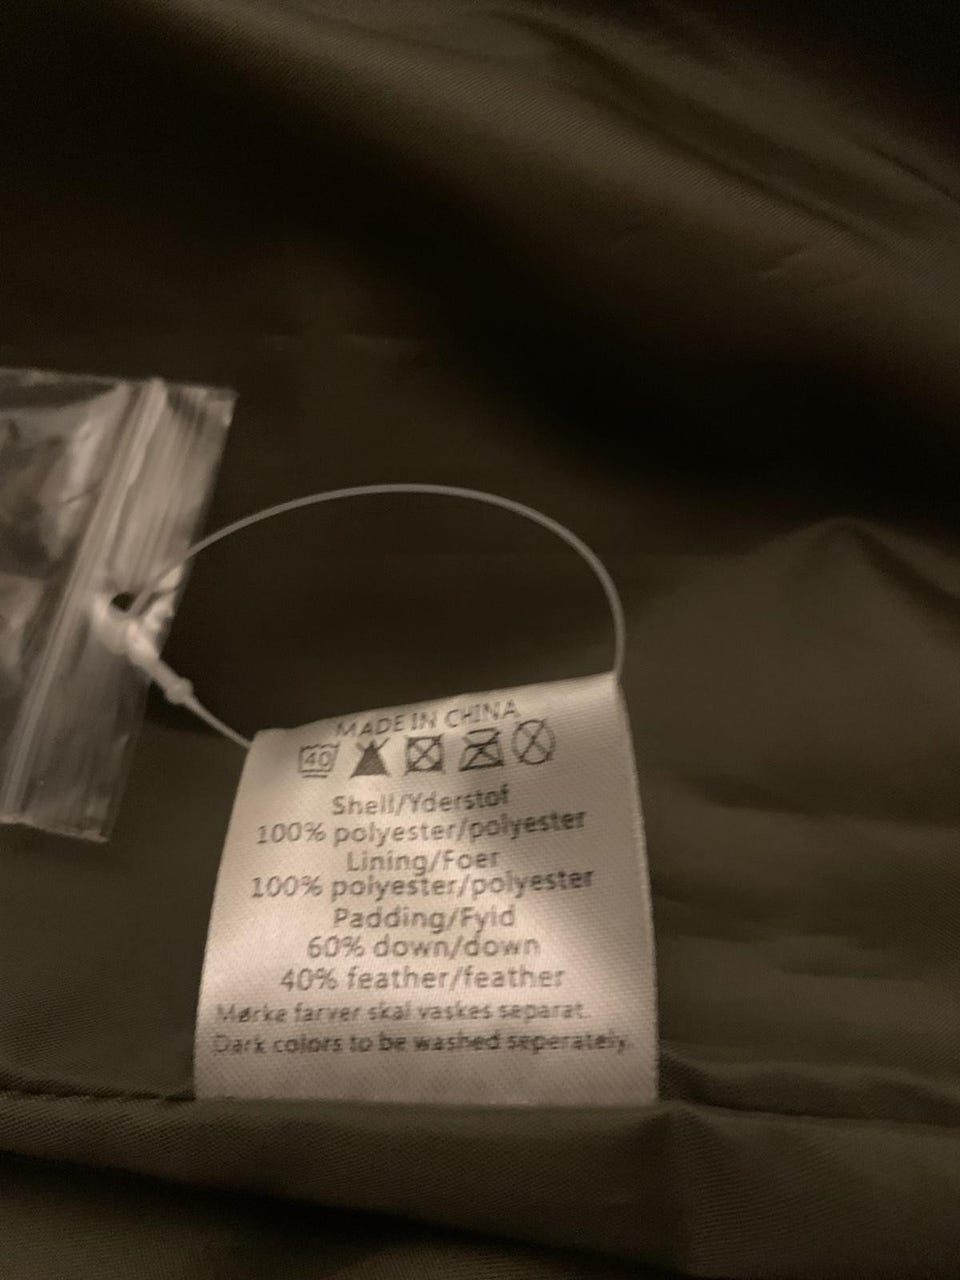 MADE IN CHINA
40
Shell/Yderstof
100% polyester/polyester
Lining/Foer
100% polyester/polyester
Padding/Fyld
60% down/down
40% feather/feather
Mørke farver skal vaskes separat.
Dark colors to be washed seperately.